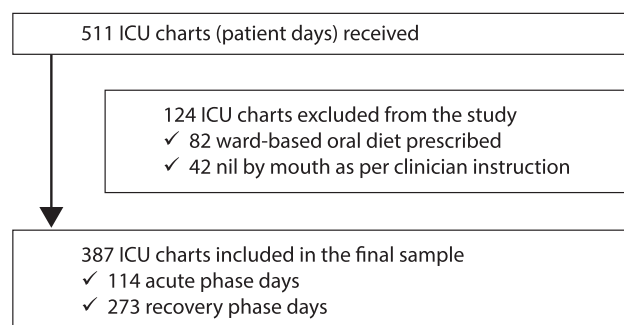 511 ICU charts (patient days) received
124 ICU charts excluded from the study
✓ 82 ward-based oral diet prescribed
✓ 42 nil by mouth as per clinician instruction
387 ICU charts included in the final sample
✓ 114 acute phase days
✓ 273 recovery phase days